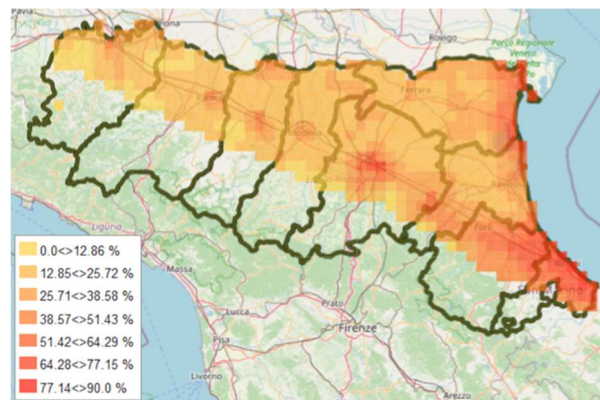 Pavia
Rovigo
Parco Regionale
Veneto
Ferrara
Modena
Forlì
Liguria
Massa
Lucca
Prato
Firenze
Pisa
Livorno
Arezzo
0.0<>12.86 %
12.85<>25.72 %
25.71<>38.58 %
38.57<>51.43 %
51.42<>64.29 %
64.28<>77.15 %
77.14<>90.0 %